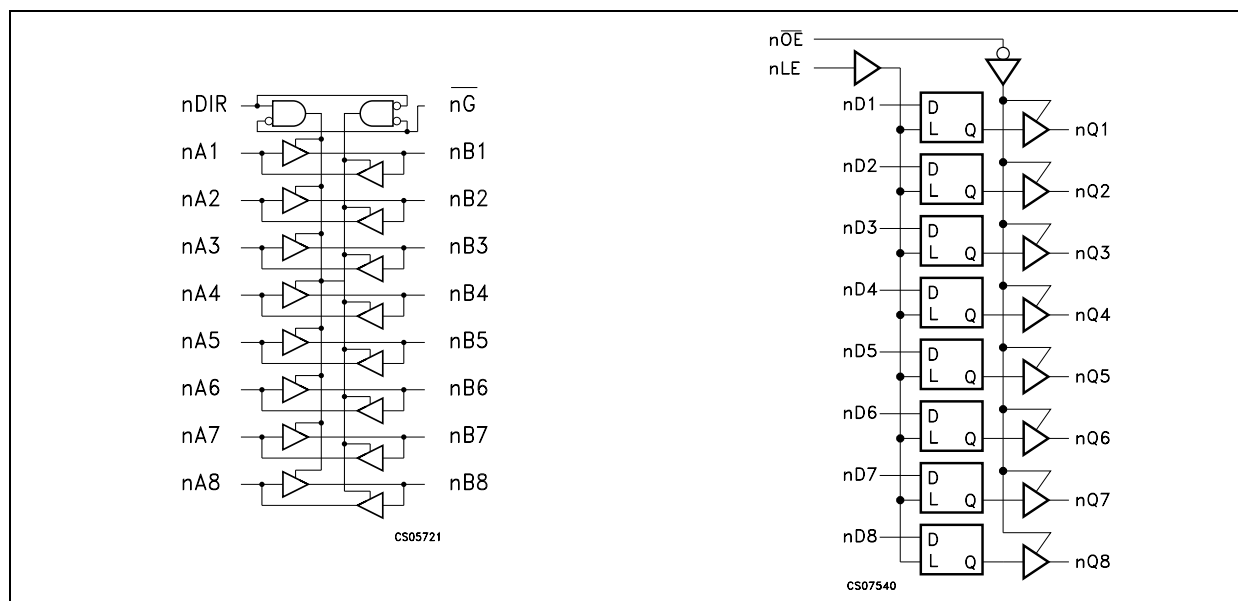 nDIR
nG̅
nA1
nB1
nA2
nB2
nA3
nB3
nA4
nB4
nA5
nB5
nA6
nB6
nA7
nB7
nA8
nB8
CS05721
nO̅E̅
nLE
nD1
D
L Q
nQ1
nD2
D
L Q
nQ2
nD3
D
L Q
nQ3
nD4
D
L Q
nQ4
nD5
D
L Q
nQ5
nD6
D
L Q
nQ6
nD7
D
L Q
nQ7
nD8
D
L Q
nQ8
CS07540